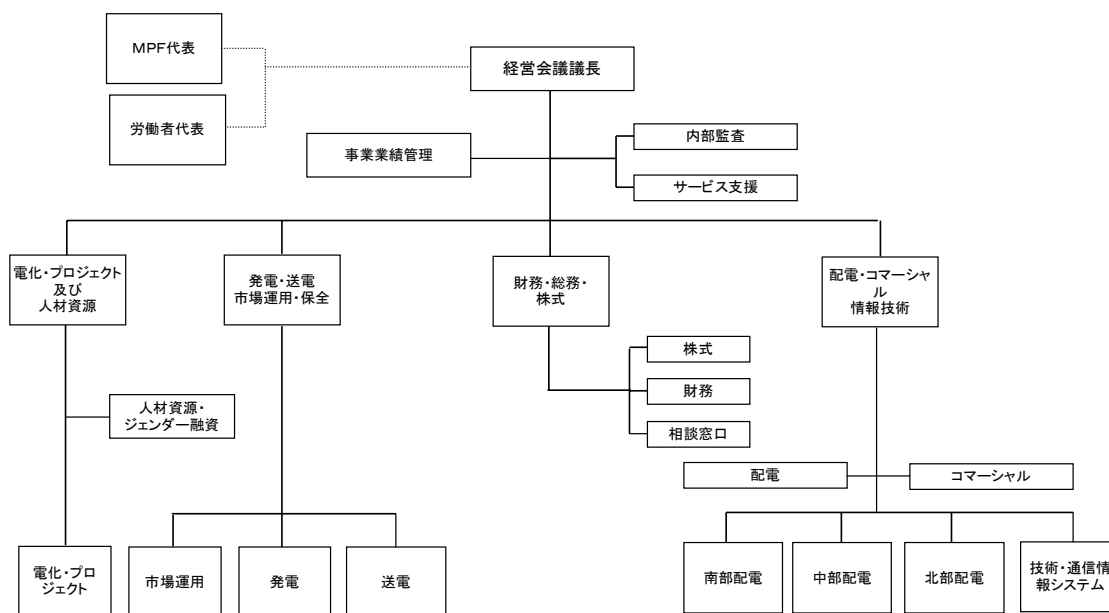 MPF代表
経営会議議長
労働者代表
内部監査
事業業績管理
サービス支援
電化・プロジェクト
及び
人材資源
発電・送電
市場運用・保全
財務・総務・
株式
配電・コマーシャ
ル
情報技術
株式
財務
相談窓口
人材資源・
ジェンダー融資
配電
コマーシャル
電化・プロ
ジェクト
市場運用
発電
送電
南部配電
中部配電
北部配電
技術・通信情
報システム